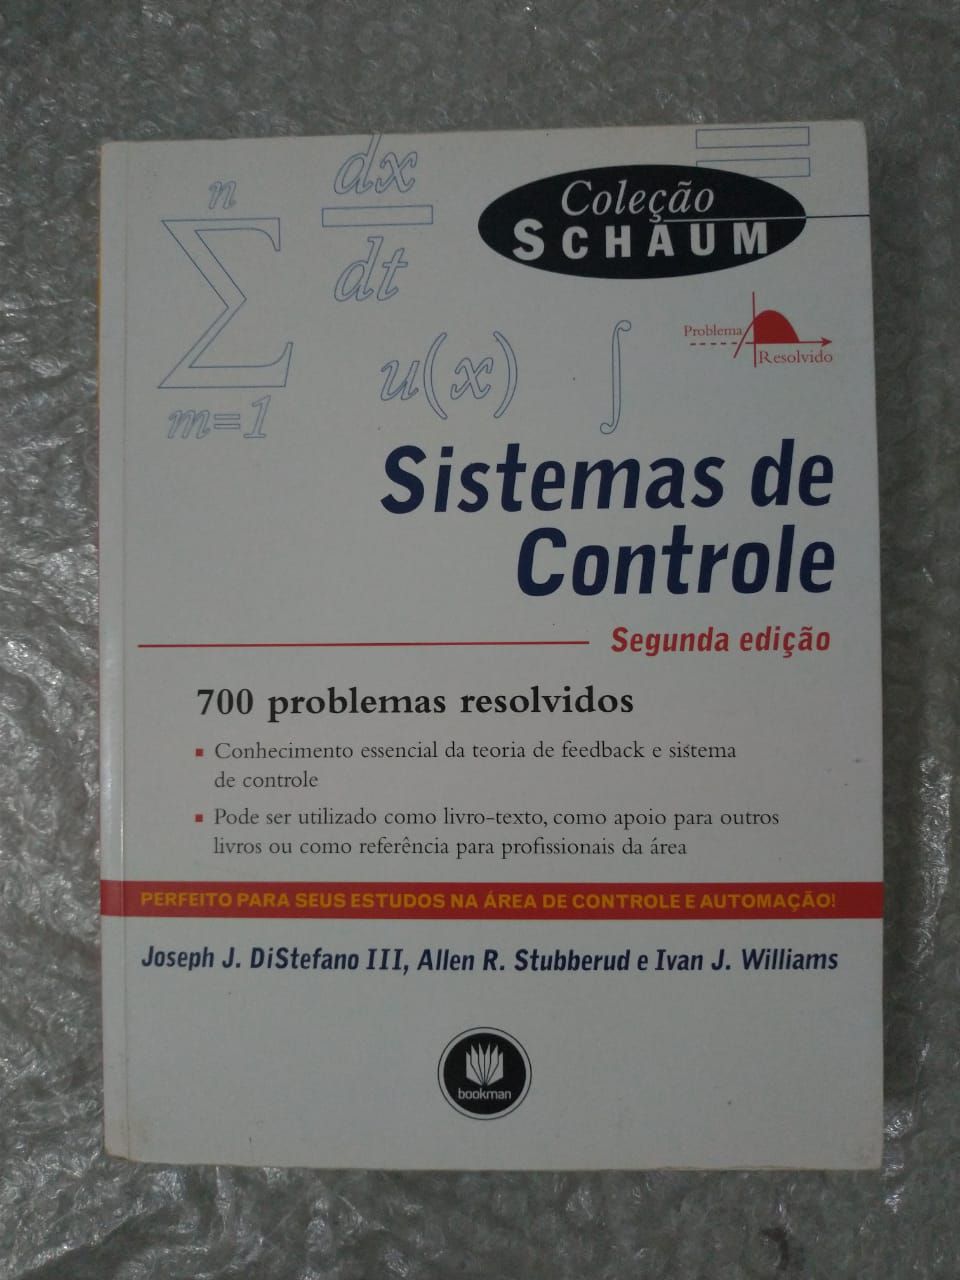 n
dx
dt
m=1
u(x)
∫
Coleção
SCHAUM
Problema
Resolvido
Sistemas de
Controle
Segunda edição
700 problemas resolvidos
Conhecimento essencial da teoria de feedback e sistema
de controle
Pode ser utilizado como livro-texto, como apoio para outros
livros ou como referência para profissionais da área
PERFEITO PARA SEUS ESTUDOS NA ÁREA DE CONTROLE E AUTOMAÇÃO!
Joseph J. DiStefano III, Allen R. Stubberud e Ivan J. Williams
bookman